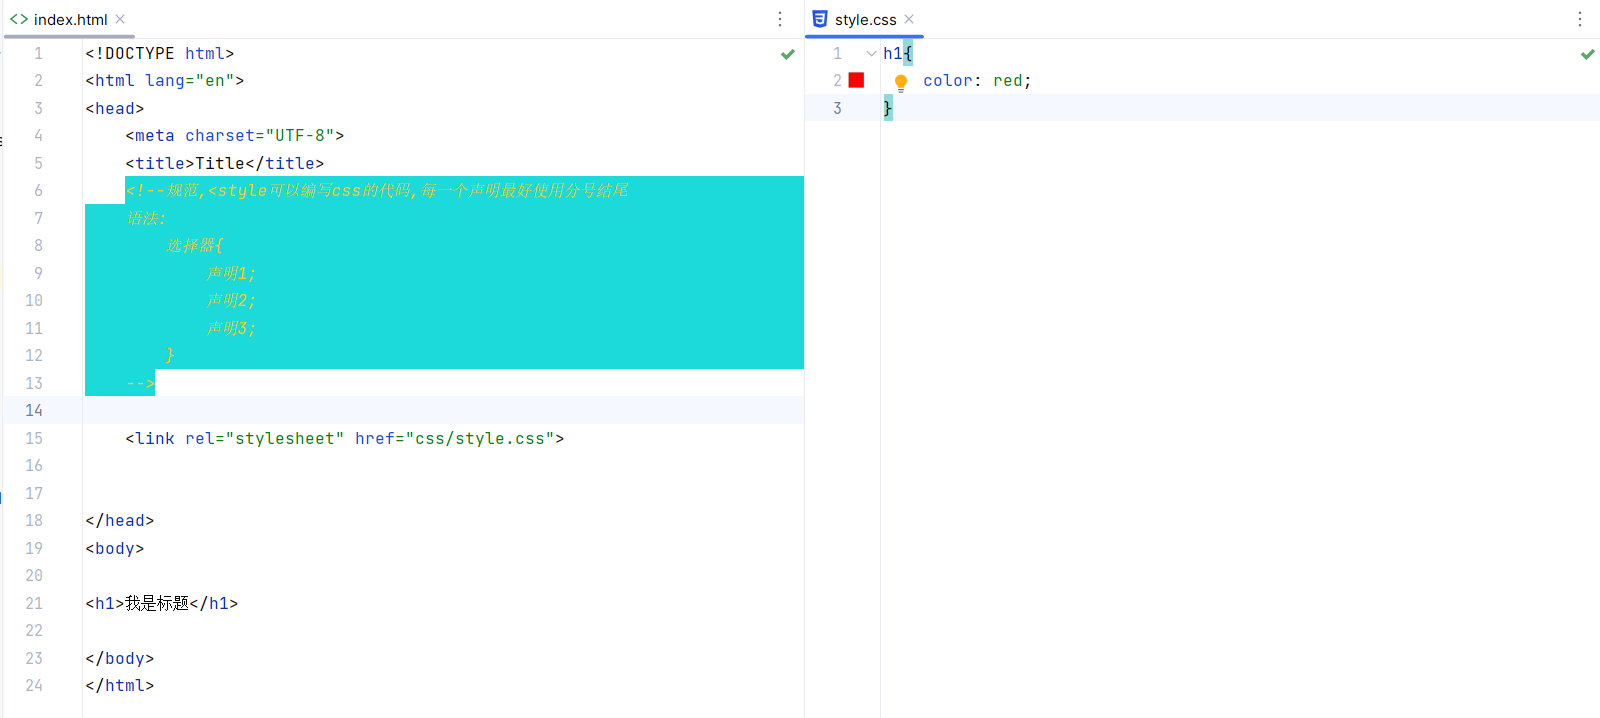 index.html
1 <!DOCTYPE html>
2 <html lang="en">
3 <head>
4     <meta charset="UTF-8">
5     <title>Title</title>
6     <!--规范,<style可以编写css的代码,每一个声明最好使用分号结尾
7     语法:
8         选择器{
9             声明1;
10             声明2;
11             声明3;
12         }
13     -->
14
15     <link rel="stylesheet" href="css/style.css">
16
17
18 </head>
19 <body>
20
21 <h1>我是标题</h1>
22
23 </body>
24 </html>
style.css
1 h1{
2     color: red;
3 }